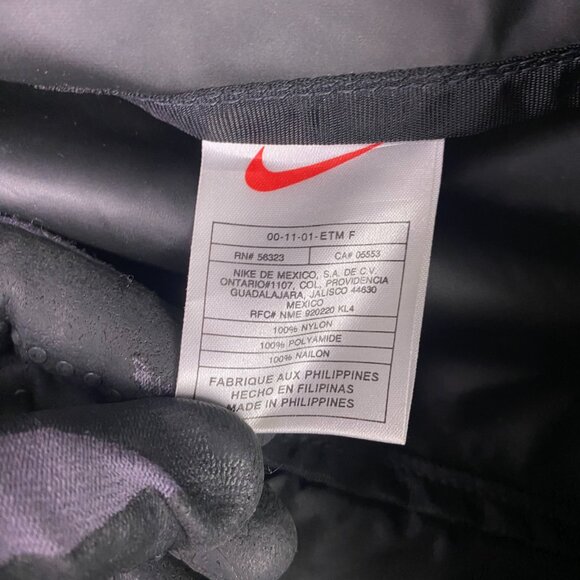 00-11-01-ETM F
RN# 56323 CA# 05553
NIKE DE MEXICO, S.A. DE C.V.
ONTARIO#1107, COL. PROVIDENCIA
GUADALAJARA, JALISCO 44630
MEXICO
RFC# NME 920220 KL4
100% NYLON
100% POLYAMIDE
100% NAILON
FABRIQUE AUX PHILIPPINES
HECHO EN FILIPINAS
MADE IN PHILIPPINES